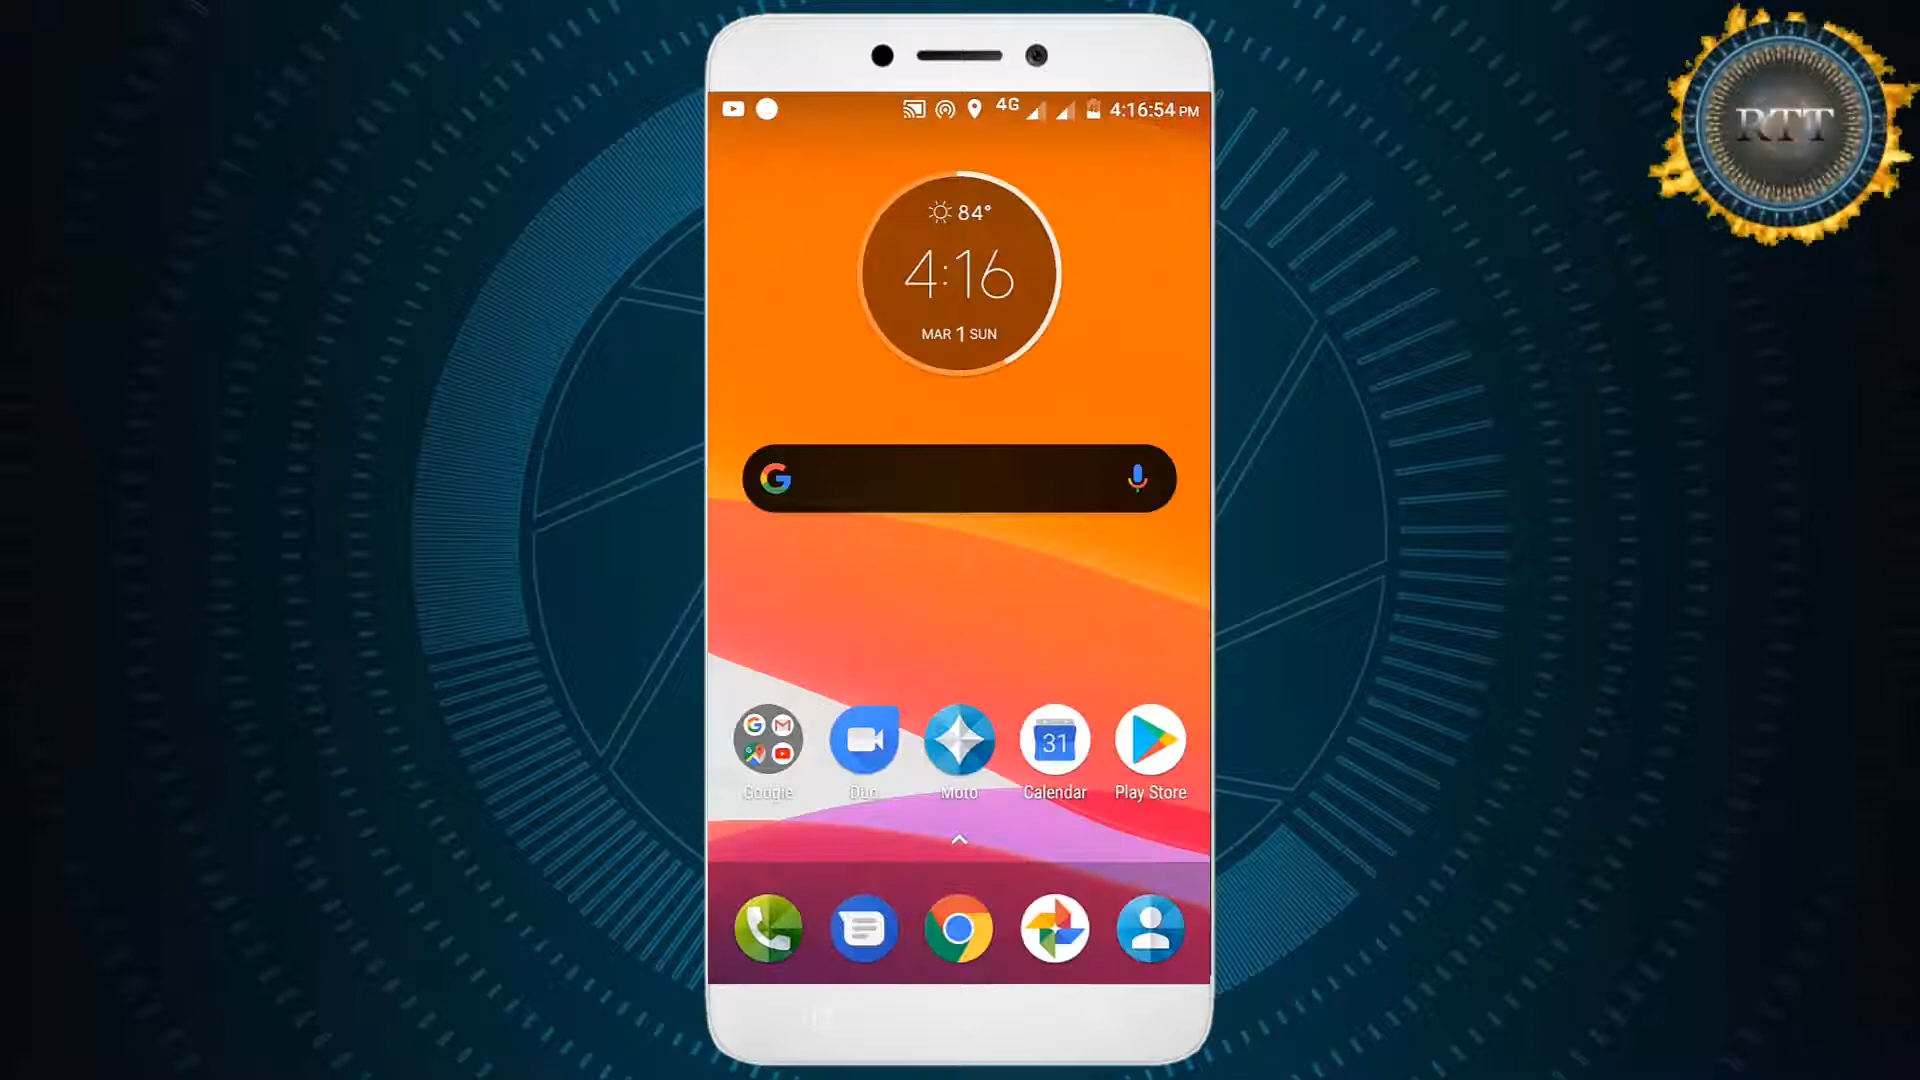 4G 4:16:54 PM
RTT
84°
4:16
MAR 1 SUN
31
Google Duo Moto Calendar Play Store